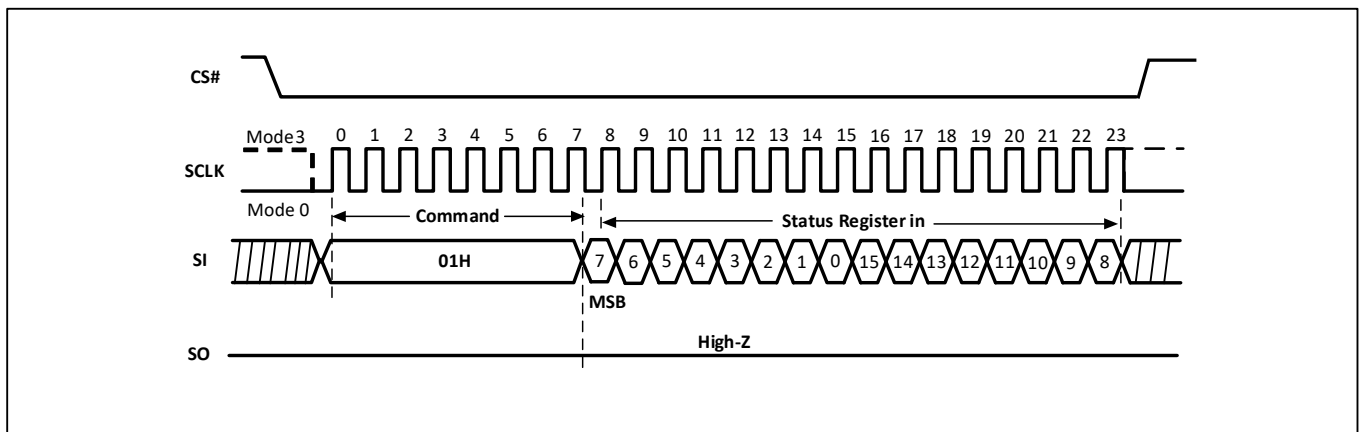 CS#
Mode 3 0 1 2 3 4 5 6 7 8 9 10 11 12 13 14 15 16 17 18 19 20 21 22 23
SCLK
Mode 0
Command Status Register in
SI 01H 7 6 5 4 3 2 1 0 15 14 13 12 11 10 9 8
MSB
High-Z
SO